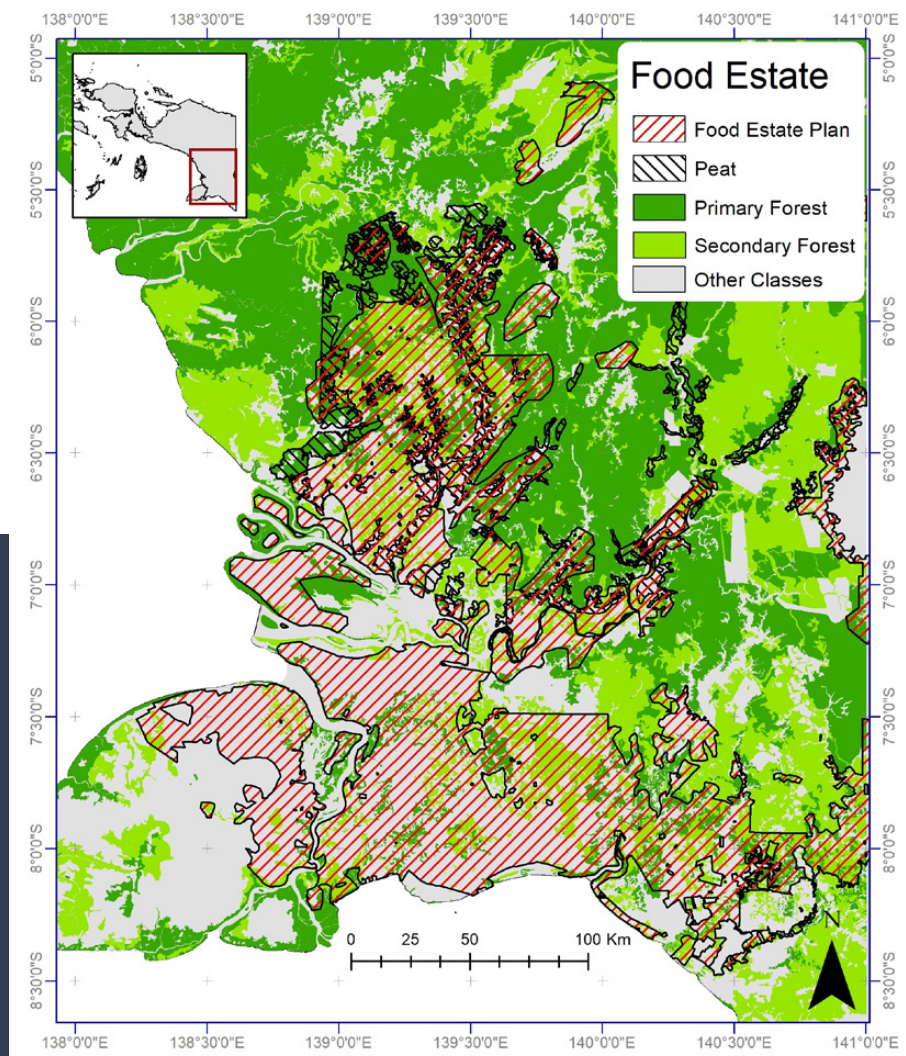 138°0'0"E 138°30'0"E 139°0'0"E 139°30'0"E 140°0'0"E 140°30'0"E 141°0'0"E
Food Estate
Food Estate Plan
Peat
Primary Forest
Secondary Forest
Other Classes
5°0'0"S
5°30'0"S
6°0'0"S
6°30'0"S
7°0'0"S
7°30'0"S
8°0'0"S
8°30'0"S
5°0'0"S
5°30'0"S
6°0'0"S
6°30'0"S
7°0'0"S
7°30'0"S
8°0'0"S
8°30'0"S
N
0 25 50 100 Km
138°0'0"E 138°30'0"E 139°0'0"E 139°30'0"E 140°0'0"E 140°30'0"E 141°0'0"E